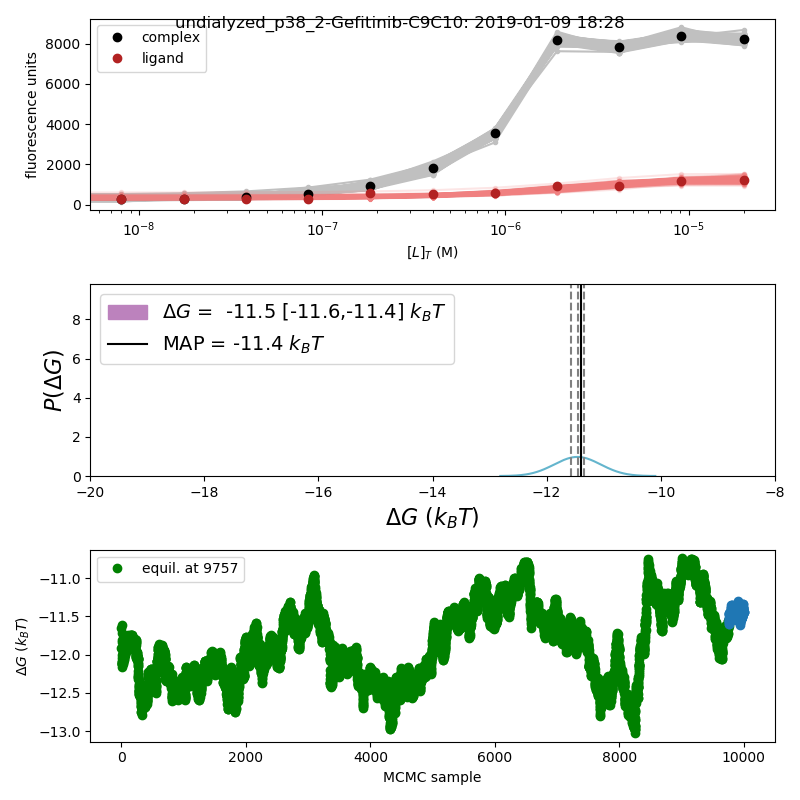 undialyzed_p38_2-Gefitinib-C9C10: 2019-01-09 18:28
complex
ligand
fluorescence units
8000
6000
4000
2000
0
10⁻⁸ 10⁻⁷ 10⁻⁶ 10⁻⁵
[L]_T (M)
ΔG = -11.5 [-11.6,-11.4] k_BT
MAP = -11.4 k_BT
P(ΔG)
8
6
4
2
0
−20 −18 −16 −14 −12 −10 −8
ΔG (k_BT)
equil. at 9757
ΔG (k_BT)
−11.0
−11.5
−12.0
−12.5
−13.0
0 2000 4000 6000 8000 10000
MCMC sample